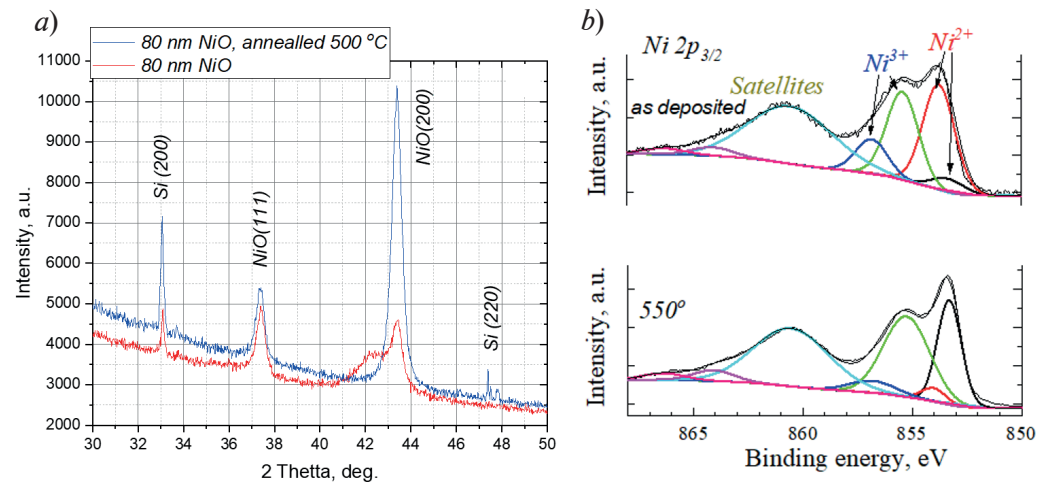 a)
80 nm NiO, annealled 500 °C
80 nm NiO
11000
10000
9000
8000
7000
6000
5000
4000
3000
2000
Intensity, a.u.
Si (200)
NiO(111)
NiO(200)
Si (220)
30 32 34 36 38 40 42 44 46 48 50
2 Thetta, deg.
b)
Ni 2p3/2
Ni3+
Ni2+
Satellites
as deposited
Intensity, a.u.
550°
Intensity, a.u.
865 860 855 850
Binding energy, eV